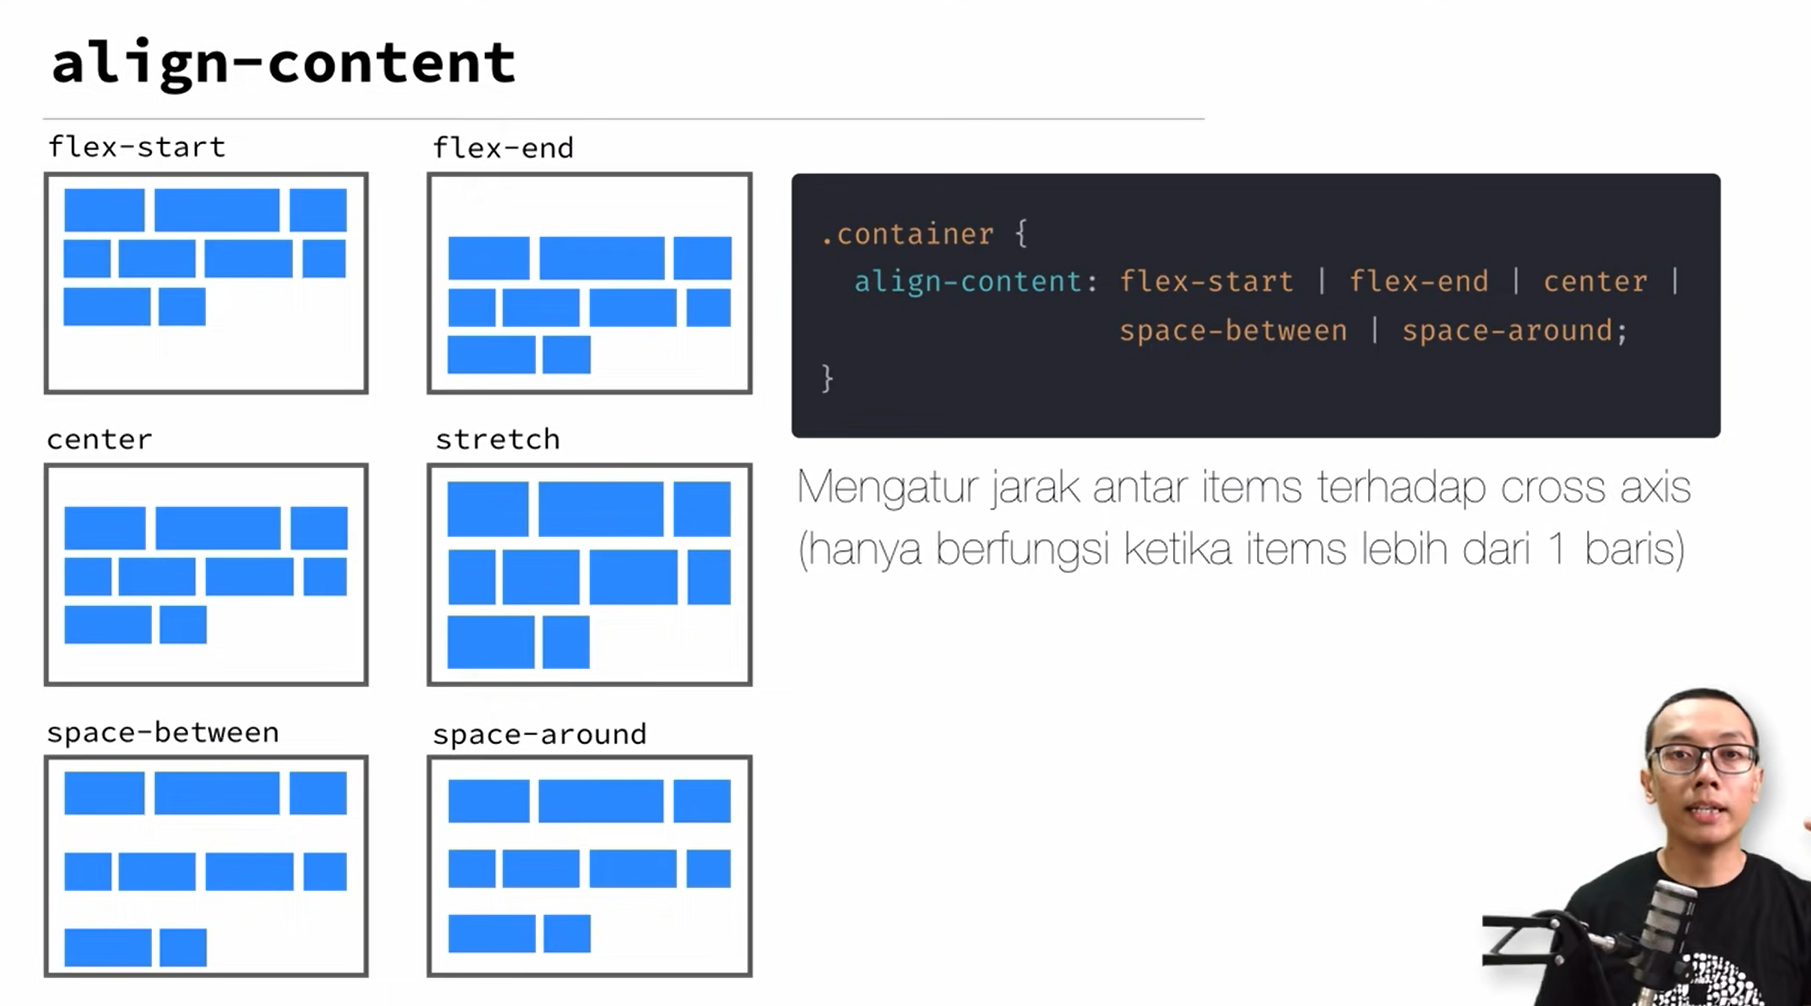 align-content
flex-start
flex-end
center
stretch
space-between
space-around
.container {
align-content: flex-start | flex-end | center |
space-between | space-around;
}
Mengatur jarak antar items terhadap cross axis
(hanya berfungsi ketika items lebih dari 1 baris)